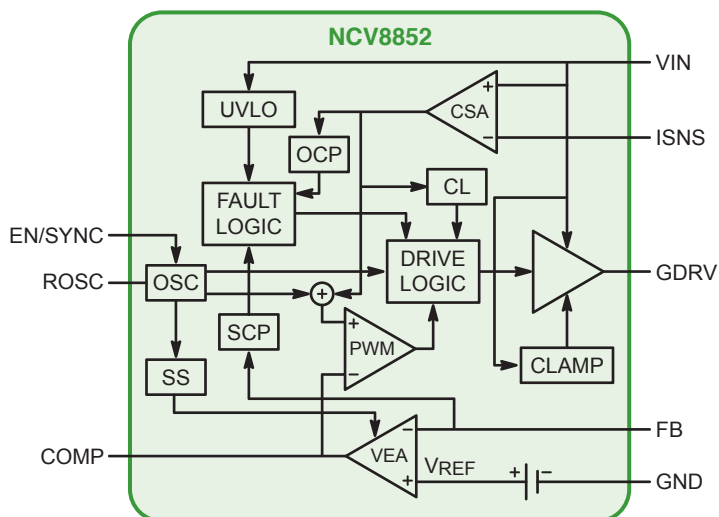 NCV8852
VIN
UVLO
+
CSA
−
ISNS
OCP
CL
FAULT
LOGIC
EN/SYNC
DRIVE
LOGIC
GDRV
ROSC
OSC
+
SCP
+
PWM
−
CLAMP
SS
FB
−
COMP
VEA
VREF
+
+ −
GND